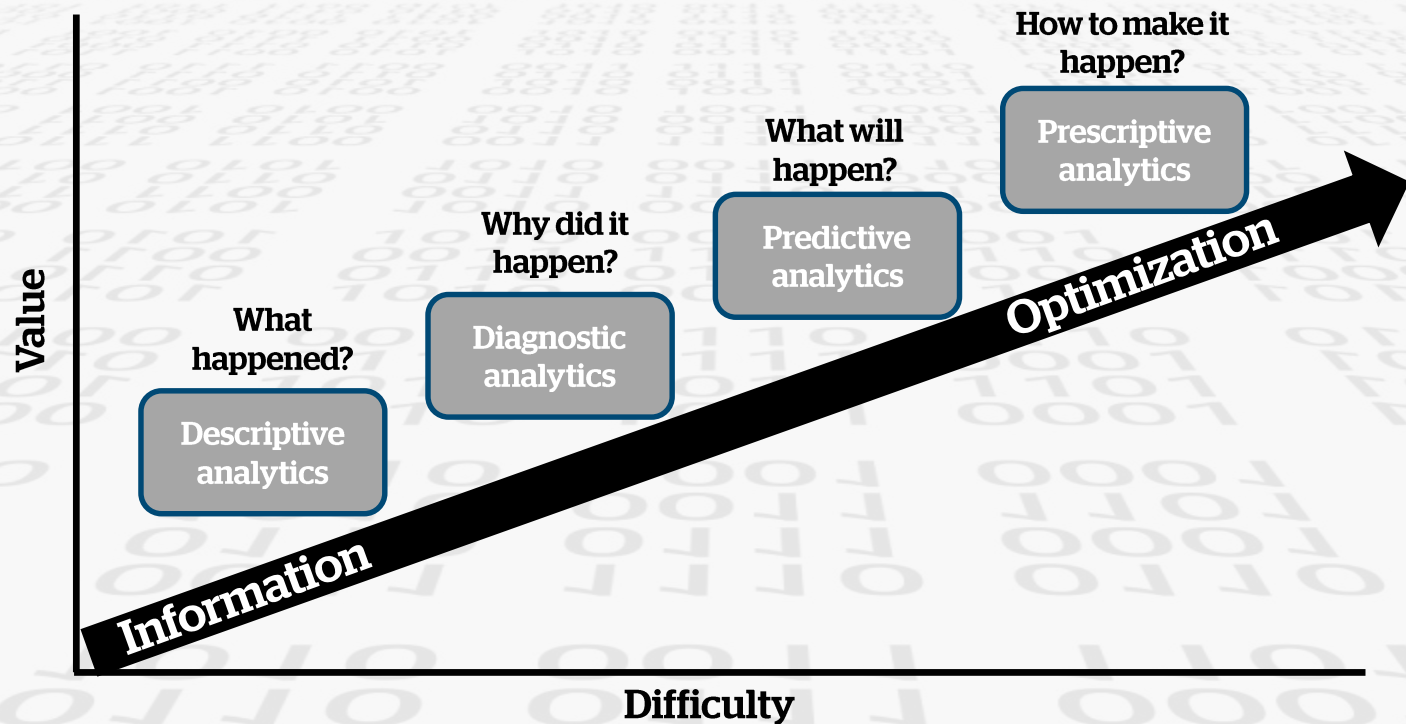 How to make it
happen?
Prescriptive
analytics
What will
happen?
Predictive
analytics
Why did it
happen?
Diagnostic
analytics
What
happened?
Descriptive
analytics
Value
Information
Optimization
Difficulty